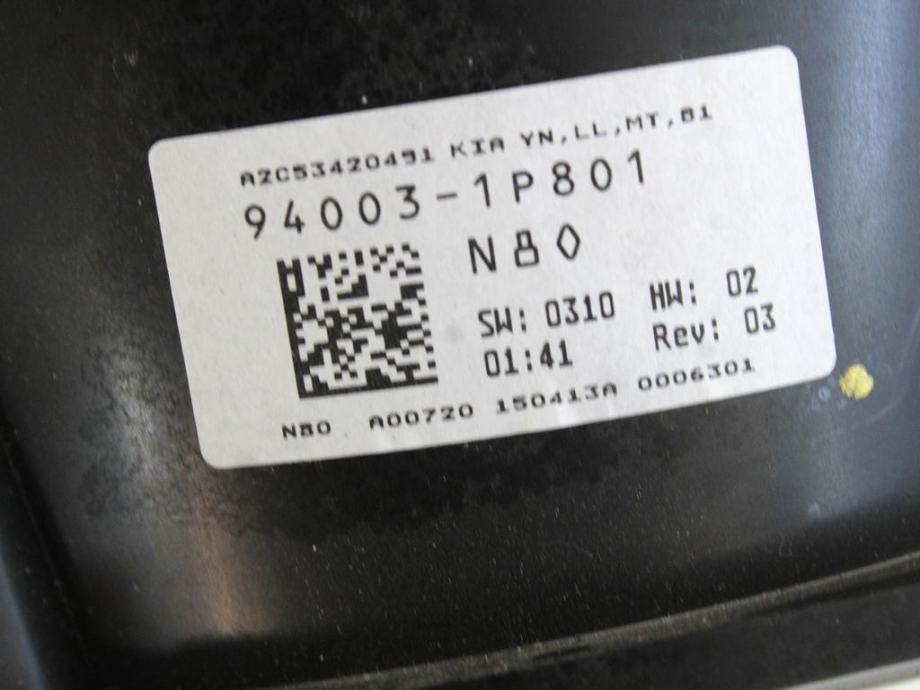 A2C53420491 KIA YN,LL,MT,B1
94003-1P801
N80
SW: 0310 HW: 02
01:41 Rev: 03
N80 A00720 150413A 0006301